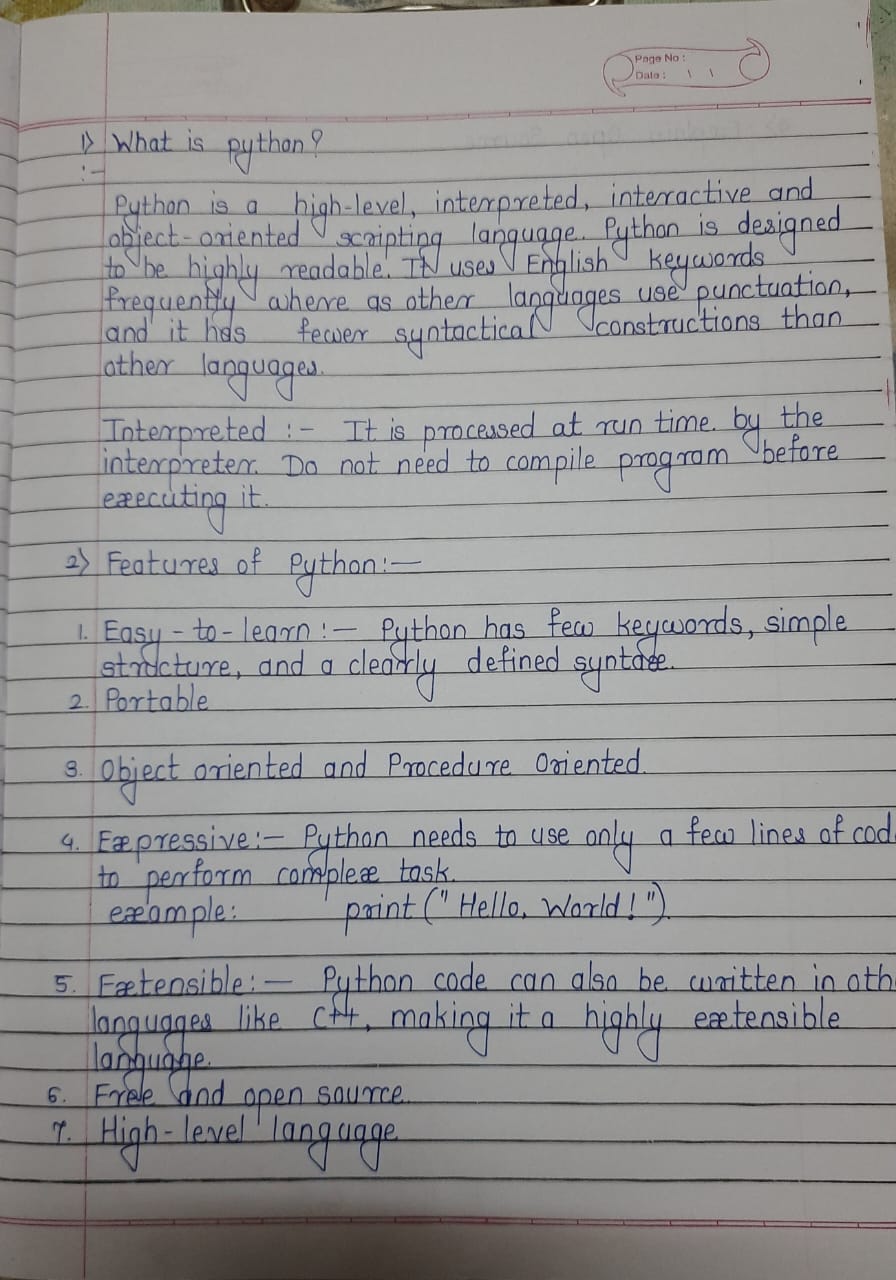 Page No :
Date : \ \
1) What is python?
:-
Python is a high-level, interpreted, interactive and
object-oriented scripting language. Python is designed
to be highly readable. It uses English keywords
frequently where as other languages use punctuation,
and it has fewer syntactical constructions than
other languages.
Interpreted :- It is processed at run time. by the
interpreter. Do not need to compile program before
executing it.
2) Features of Python:-
1. Easy-to-learn :- Python has few keywords, simple
structure, and a clearly defined syntax.
2. Portable
3. Object oriented and Procedure Oriented.
4. Expressive:- Python needs to use only a few lines of cod
to perform complex task.
example: print ("Hello, World!").
5. Extensible:- Python code can also be written in oth
languages like C++, making it a highly extensible
languahe.
6. Free and open source.
7. High-level language